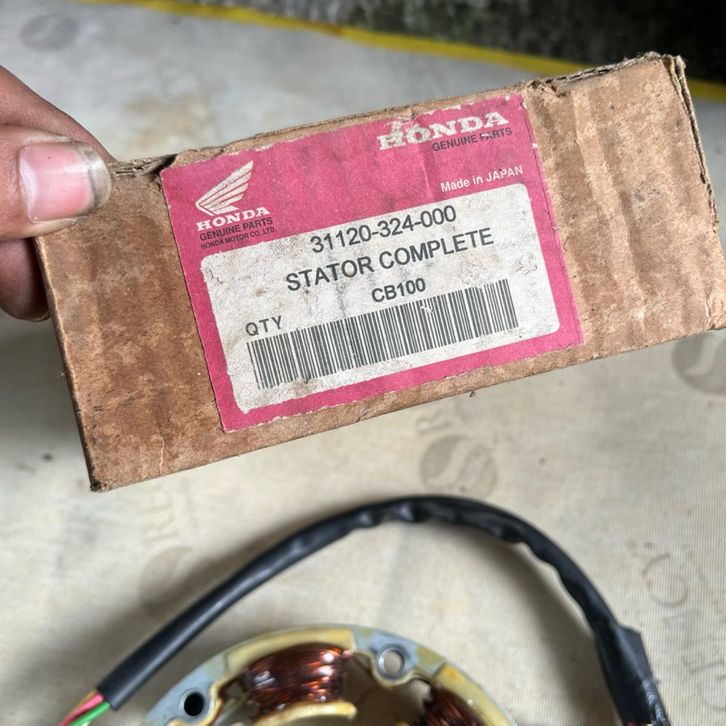 HONDA
GENUINE PARTS
HONDA MOTOR CO.,LTD.
HONDA
GENUINE PARTS
Made in JAPAN
31120-324-000
STATOR COMPLETE
CB100
QTY